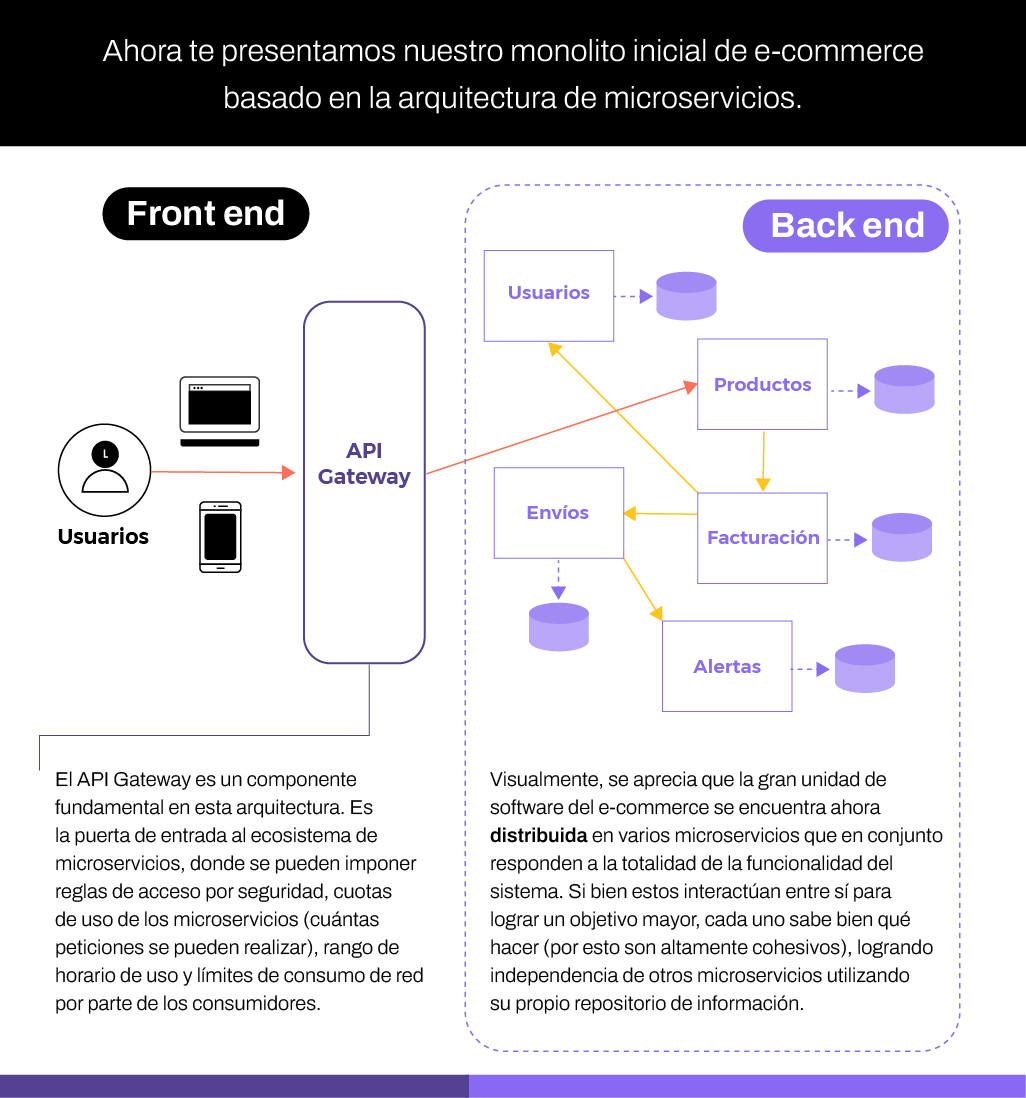 Ahora te presentamos nuestro monolito inicial de e-commerce
basado en la arquitectura de microservicios.
Front end
Back end
Usuarios
Productos
L
API
Gateway
Usuarios
Envíos
Facturación
Alertas
El API Gateway es un componente
fundamental en esta arquitectura. Es
la puerta de entrada al ecosistema de
microservicios, donde se pueden imponer
reglas de acceso por seguridad, cuotas
de uso de los microservicios (cuántas
peticiones se pueden realizar), rango de
horario de uso y límites de consumo de red
por parte de los consumidores.
Visualmente, se aprecia que la gran unidad de
software del e-commerce se encuentra ahora
distribuida en varios microservicios que en conjunto
responden a la totalidad de la funcionalidad del
sistema. Si bien estos interactúan entre sí para
lograr un objetivo mayor, cada uno sabe bien qué
hacer (por esto son altamente cohesivos), logrando
independencia de otros microservicios utilizando
su propio repositorio de información.